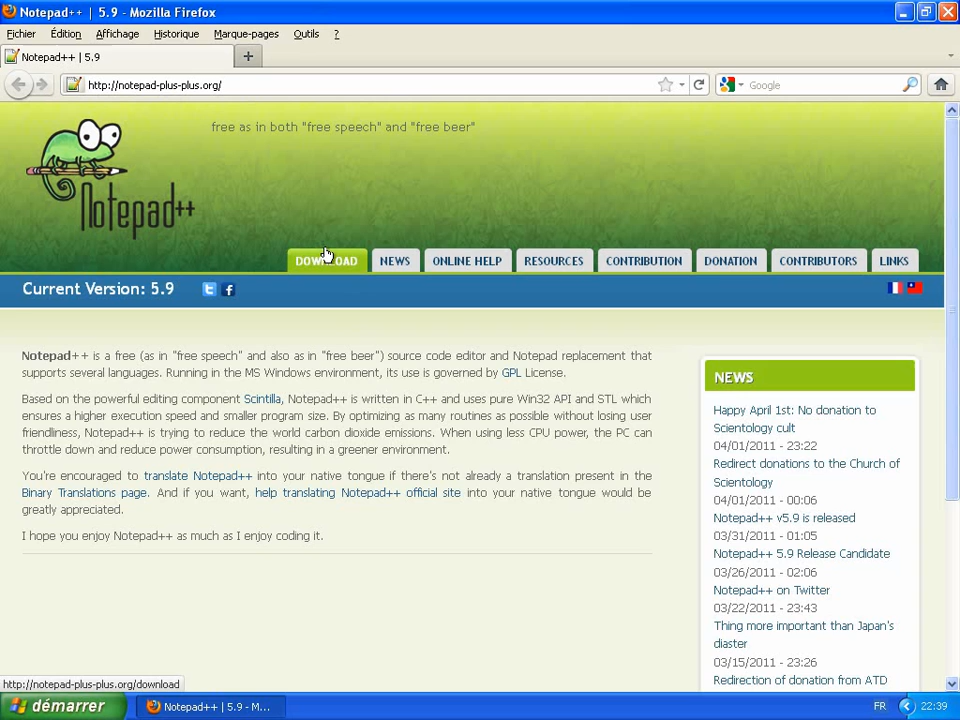 Notepad++ | 5.9 - Mozilla Firefox
Fichier Édition Affichage Historique Marque-pages Outils ?
Notepad++ | 5.9
http://notepad-plus-plus.org/
Google
free as in both "free speech" and "free beer"
Notepad++
DOWNLOAD NEWS ONLINE HELP RESOURCES CONTRIBUTION DONATION CONTRIBUTORS LINKS
Current Version: 5.9
Notepad++ is a free (as in "free speech" and also as in "free beer") source code editor and Notepad replacement that
supports several languages. Running in the MS Windows environment, its use is governed by GPL License.
Based on the powerful editing component Scintilla, Notepad++ is written in C++ and uses pure Win32 API and STL which
ensures a higher execution speed and smaller program size. By optimizing as many routines as possible without losing user
friendliness, Notepad++ is trying to reduce the world carbon dioxide emissions. When using less CPU power, the PC can
throttle down and reduce power consumption, resulting in a greener environment.
You're encouraged to translate Notepad++ into your native tongue if there's not already a translation present in the
Binary Translations page. And if you want, help translating Notepad++ official site into your native tongue would be
greatly appreciated.
I hope you enjoy Notepad++ as much as I enjoy coding it.
NEWS
Happy April 1st: No donation to
Scientology cult
04/01/2011 - 23:22
Redirect donations to the Church of
Scientology
04/01/2011 - 00:06
Notepad++ v5.9 is released
03/31/2011 - 01:05
Notepad++ 5.9 Release Candidate
03/26/2011 - 02:06
Notepad++ on Twitter
03/22/2011 - 23:43
Thing more important than Japan's
diaster
03/15/2011 - 23:26
Redirection of donation from ATD
http://notepad-plus-plus.org/download
démarrer
Notepad++ | 5.9 - M...
FR
22:39